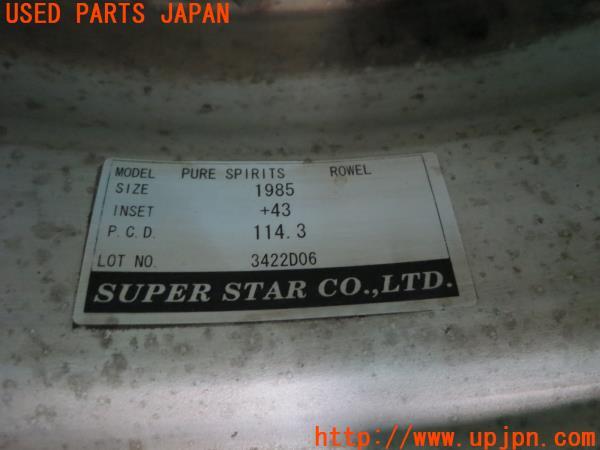 USED PARTS JAPAN
MODEL PURE SPIRITS ROWEL
SIZE 1985
INSET +43
P.C.D. 114.3
LOT NO. 3422D06
SUPER STAR CO.,LTD.
http://www.upjpn.com/